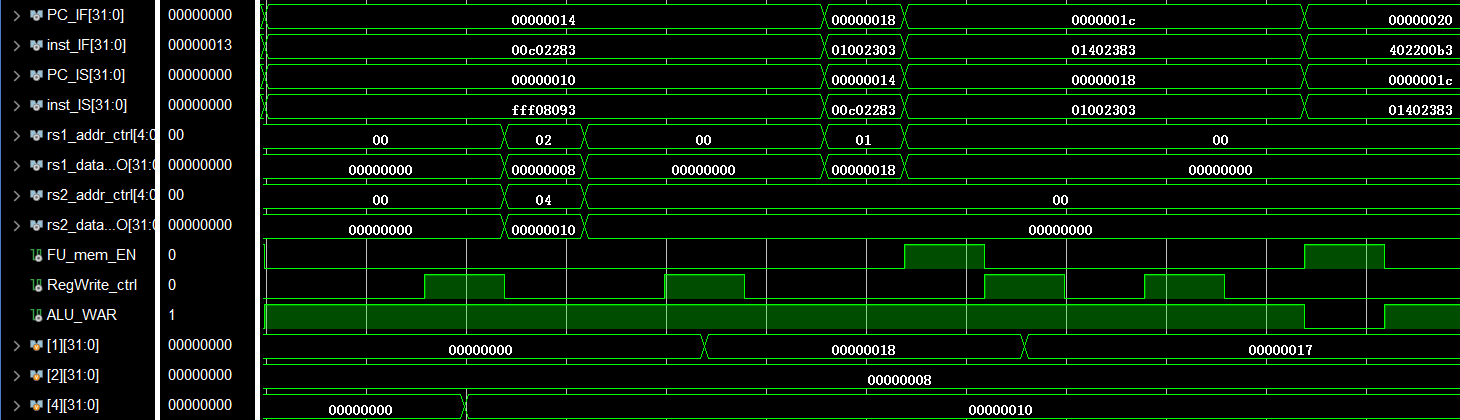 PC_IF[31:0] 00000000 00000014 00000018 0000001c 00000020
inst_IF[31:0] 00000013 00c02283 01002303 01402383 402200b3
PC_IS[31:0] 00000000 00000010 00000014 00000018 0000001c
inst_IS[31:0] 00000000 fff08093 00c02283 01002303 01402383
rs1_addr_ctrl[4:0 00 00 02 00 01 00
rs1_data...O[31:0 00000000 00000000 00000008 00000000 00000018 00000000
rs2_addr_ctrl[4:0 00 00 04 00
rs2_data...O[31:0 00000000 00000000 00000010 00000000
FU_mem_EN 0
RegWrite_ctrl 0
ALU_WAR 1
[1][31:0] 00000000 00000000 00000018 00000017
[2][31:0] 00000000 00000008
[4][31:0] 00000000 00000000 00000010